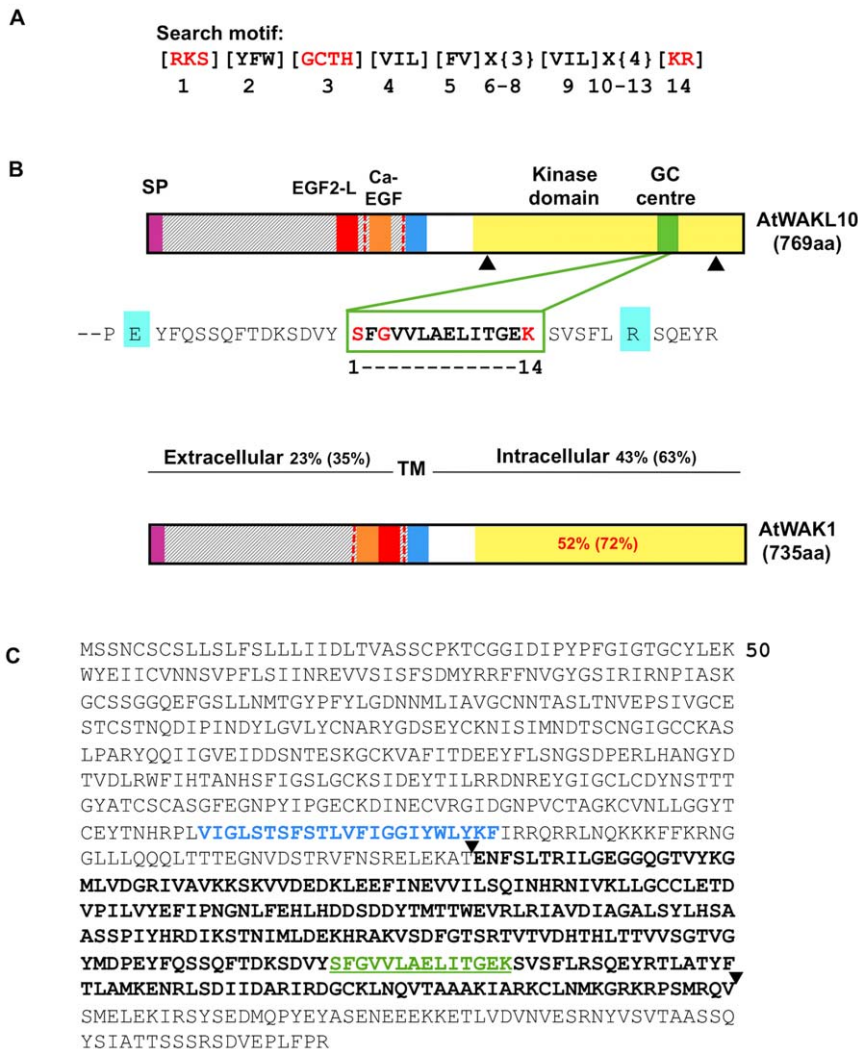 A
Search motif:
[RKS][YFW][GCTH][VIL][FV]X{3}[VIL]X{4}[KR]
1 2 3 4 5 6-8 9 10-13 14
B
SP EGF2-L Ca-EGF Kinase domain GC centre
AtWAKL10 (769aa)
--P E YFQSSQFTDKSDVY SFGVVLAELITGEK SVSFL R SQEYR
1------------14
Extracellular 23% (35%) TM Intracellular 43% (63%)
52% (72%)
AtWAK1 (735aa)
C
MSSNCSCSLLSLFSLLLIIDLTVASSCPKTCGGIDIPYPFGIGTGCYLEK 50
WYEIICVNNSVPFLSIINREVVSISFSDMYRRFFNVGYGSIRIRNPIASK
GCSSGGQEFGSLLNMTGYPFYLGDNNMLIAVGCNNTASLTNVEPSIVGCE
STCSTNQDIPINDYLGVLYCNARYGDSEYCKNISIMNDTSCNGIGCCKAS
LPARYQQIIGVEIDDSNTESKGCKVAFITDEEYFLSNGSDPERLHANGYD
TVDLRWFIHTANHSFIGSLGCKSIDEYTILRRDNREYGIGCLCDYNSTTT
GYATCSCASGFEGNPYIPGECKDINECVRGIDGNPVCTAGKCVNLLGGYT
CEYTNHRPLVIGLSTSFSTLVFIGGIYWLYKFIRRQRRLNQKKKFFKRNG
GLLLQQQLTTTEGNVDSTRVFNSRELEKATENFSLTRILGEGGQGTVYKG
MLVDGRIVAVKKSKVVDEDKLEEFINEVVILSQINHRNIVKLLGCCLETD
VPILVYEFIPNGNLFEHLHDDSDDYTMTTWEVRLRIAVDIAGALSYLHSA
ASSPIYHRDIKSTNIMLDEKHRAKVSDFGTSRTVTVDHTHLTTVVSGTVG
YMDPEYFQSSQFTDKSDVYSFGVVLAELITGEKSVSFLRSQEYRTLATYF
TLAMKENRLSDIIDARIRDGCKLNQVTAAAKIARKCLNMKGRKRPSMRQV
SMELEKIRSYSEDMQPYEYASENEEEKKETLVDVNVESRNYVSVTAASSQ
YSIATTSSSRSDVEPLFPR